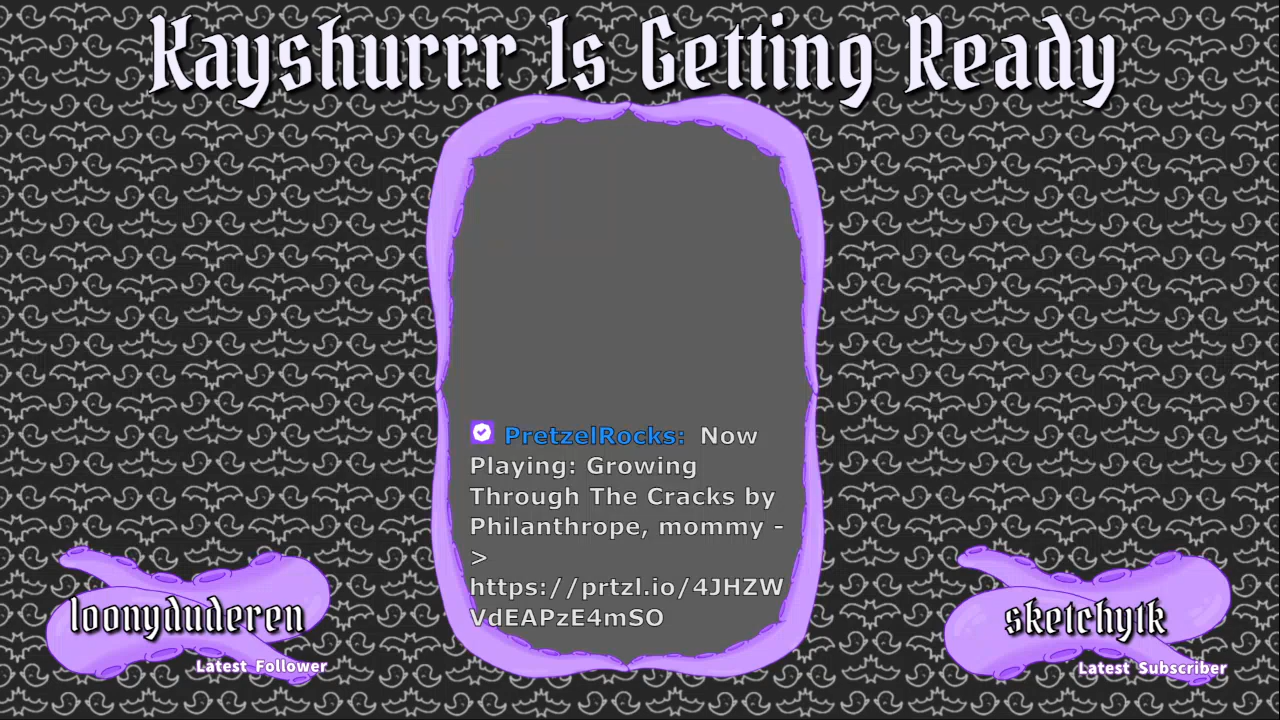 Kayshurrr Is Getting Ready
PretzelRocks: Now
Playing: Growing
Through The Cracks by
Philanthrope, mommy -
>
https://prtzl.io/4JHZW
VdEAPzE4mSO
loonyduderen
Latest Follower
sketchytk
Latest Subscriber